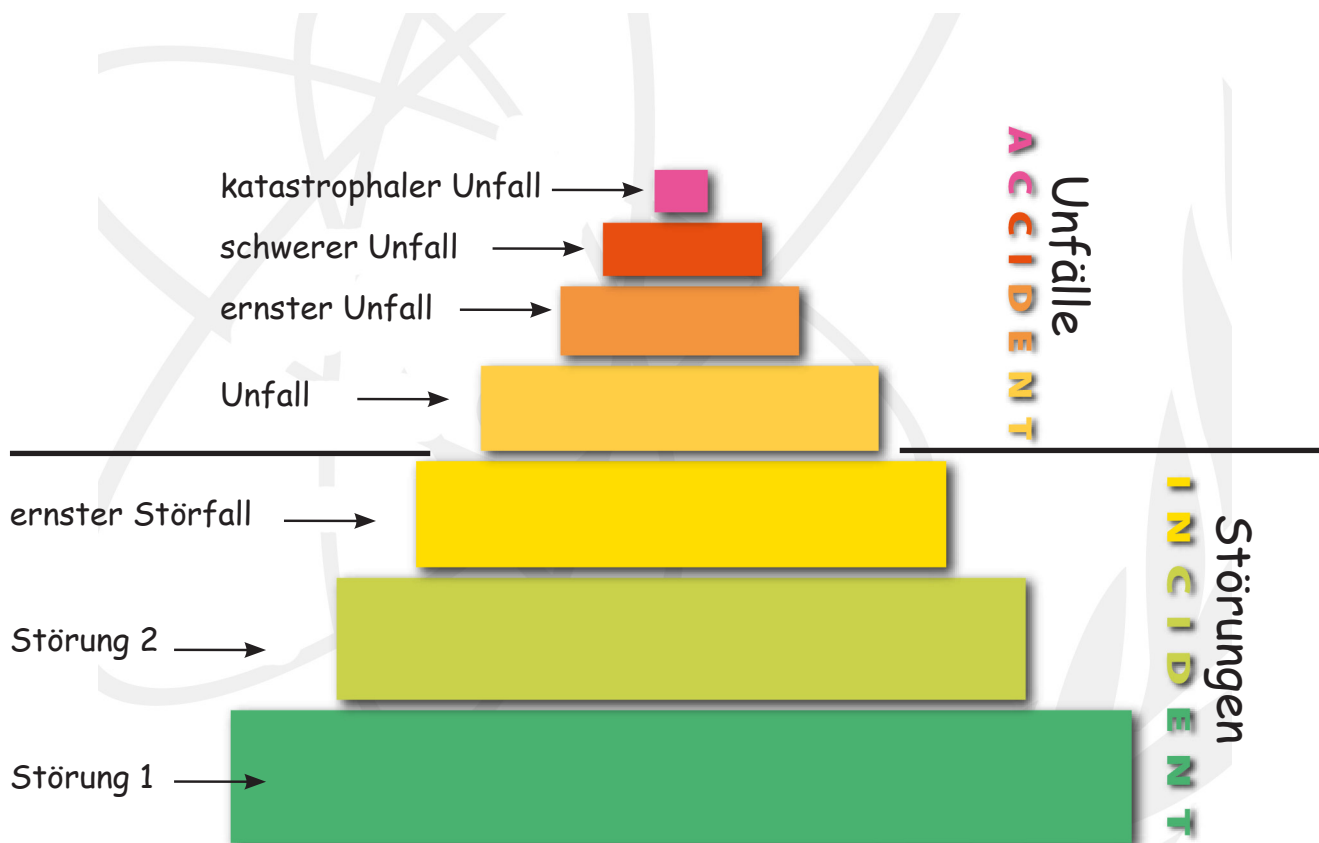 katastrophaler Unfall
schwerer Unfall
ernster Unfall
Unfall
ACCIDENT
Unfälle
ernster Störfall
Störung 2
Störung 1
INCIDENT
Störungen